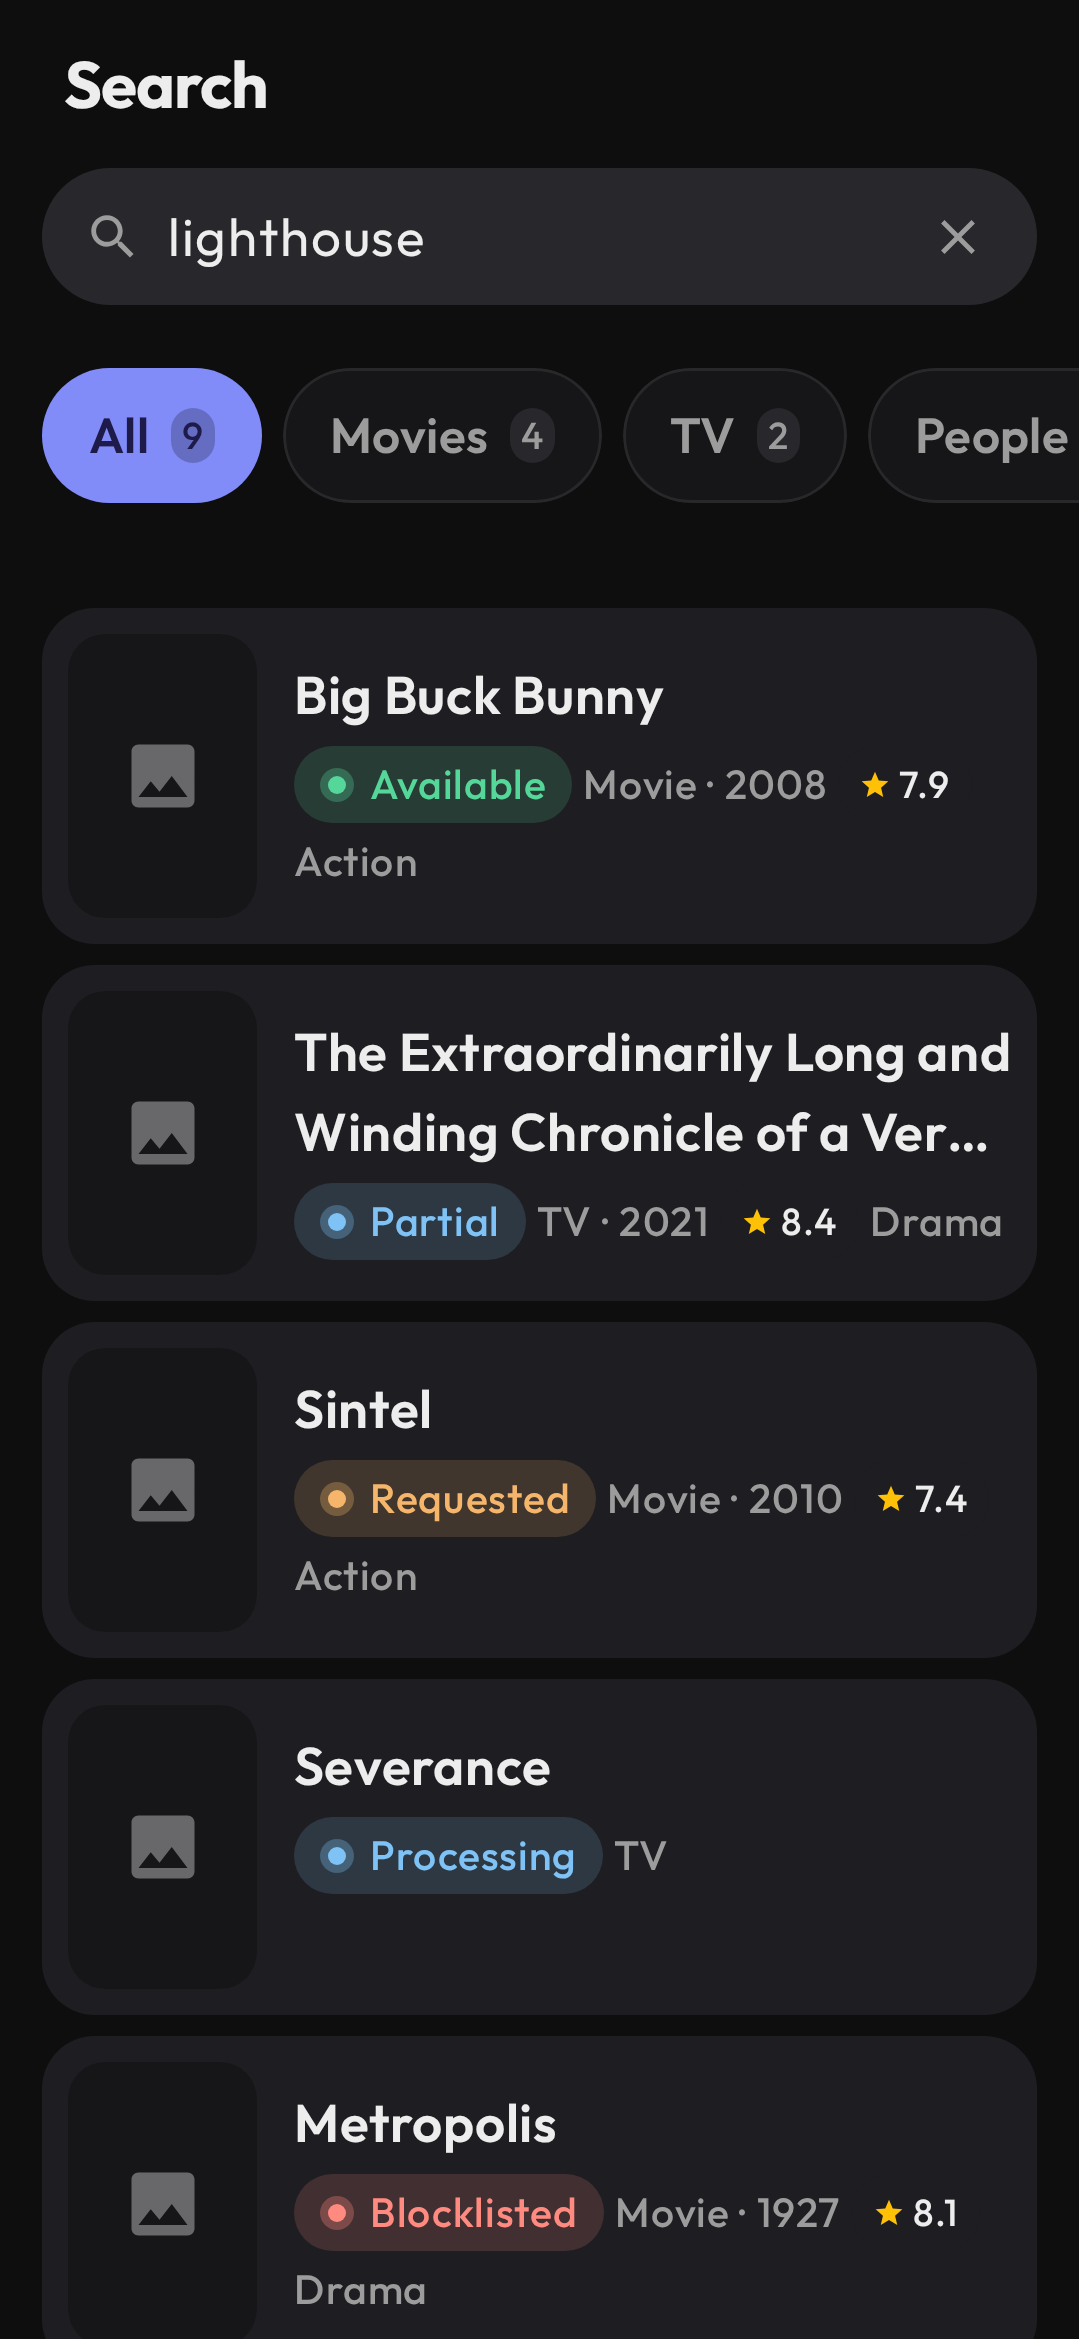 Search
lighthouse
All 9 Movies 4 TV 2 People
Big Buck Bunny
Available Movie · 2008 7.9
Action
The Extraordinarily Long and
Winding Chronicle of a Ver...
Partial TV · 2021 8.4 Drama
Sintel
Requested Movie · 2010 7.4
Action
Severance
Processing TV
Metropolis
Blocklisted Movie · 1927 8.1
Drama